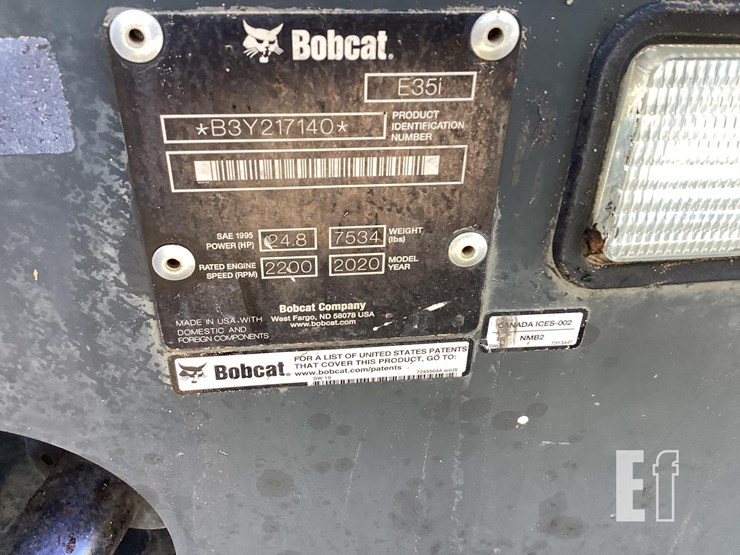 Bobcat.
E35i
*B3Y217140*
PRODUCT
IDENTIFICATION
NUMBER
SAE 1995
POWER (HP)
24.8
7534
WEIGHT
(lbs)
RATED ENGINE
SPEED (RPM)
2200
2020
MODEL
YEAR
Bobcat Company
West Fargo, ND 58078 USA
www.bobcat.com
MADE IN USA WITH
DOMESTIC AND
FOREIGN COMPONENTS
CANADA ICES-002
NMB2
Bobcat.
FOR A LIST OF UNITED STATES PATENTS
THAT COVER THIS PRODUCT, GO TO:
www.bobcat.com/patents
Ef